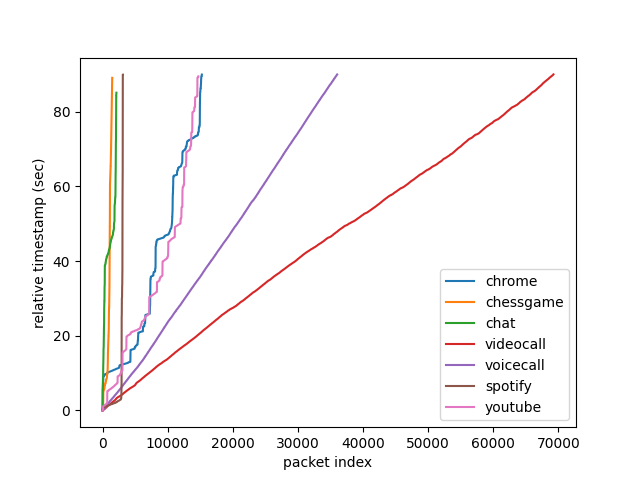 80
60
40
20
0
relative timestamp (sec)
0 10000 20000 30000 40000 50000 60000 70000
packet index
chrome
chessgame
chat
videocall
voicecall
spotify
youtube